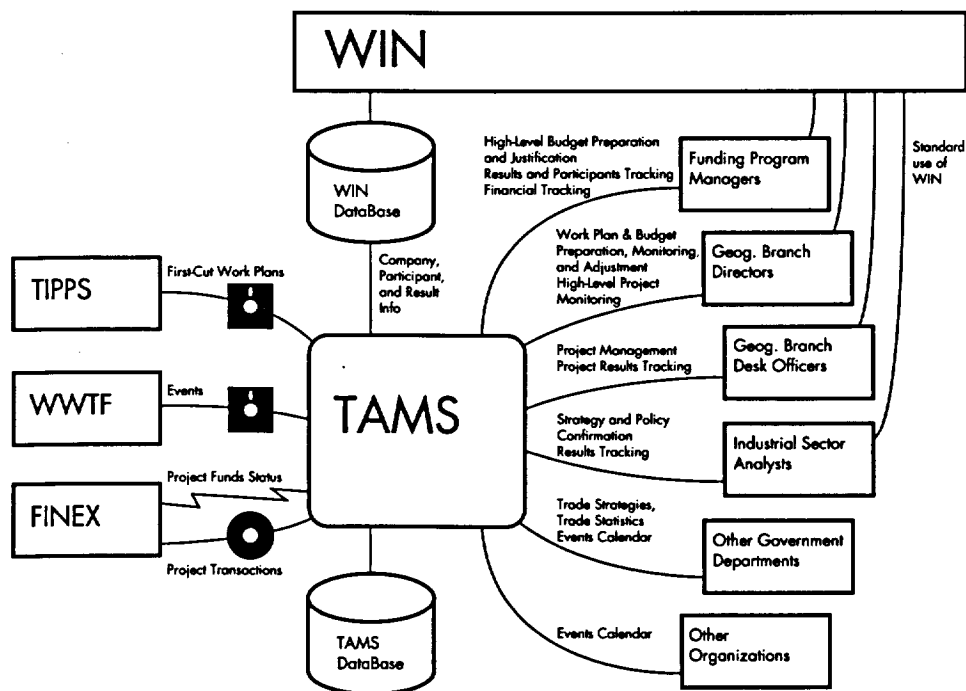 WIN
WIN
DataBase
High-Level Budget Preparation
and Justification
Results and Participants Tracking
Financial Tracking
Funding Program
Managers
Standard
use of
WIN
Company,
Participant,
and Result
Info
Work Plan & Budget
Preparation, Monitoring,
and Adjustment
High-Level Project
Monitoring
Geog. Branch
Directors
TIPPS
First-Cut Work Plans
TAMS
Project Management
Project Results Tracking
Geog. Branch
Desk Officers
WWTF
Events
Strategy and Policy
Confirmation
Results Tracking
Industrial Sector
Analysts
FINEX
Project Funds Status
Project Transactions
Trade Strategies,
Trade Statistics
Events Calendar
Other Government
Departments
TAMS
DataBase
Events Calendar
Other
Organizations